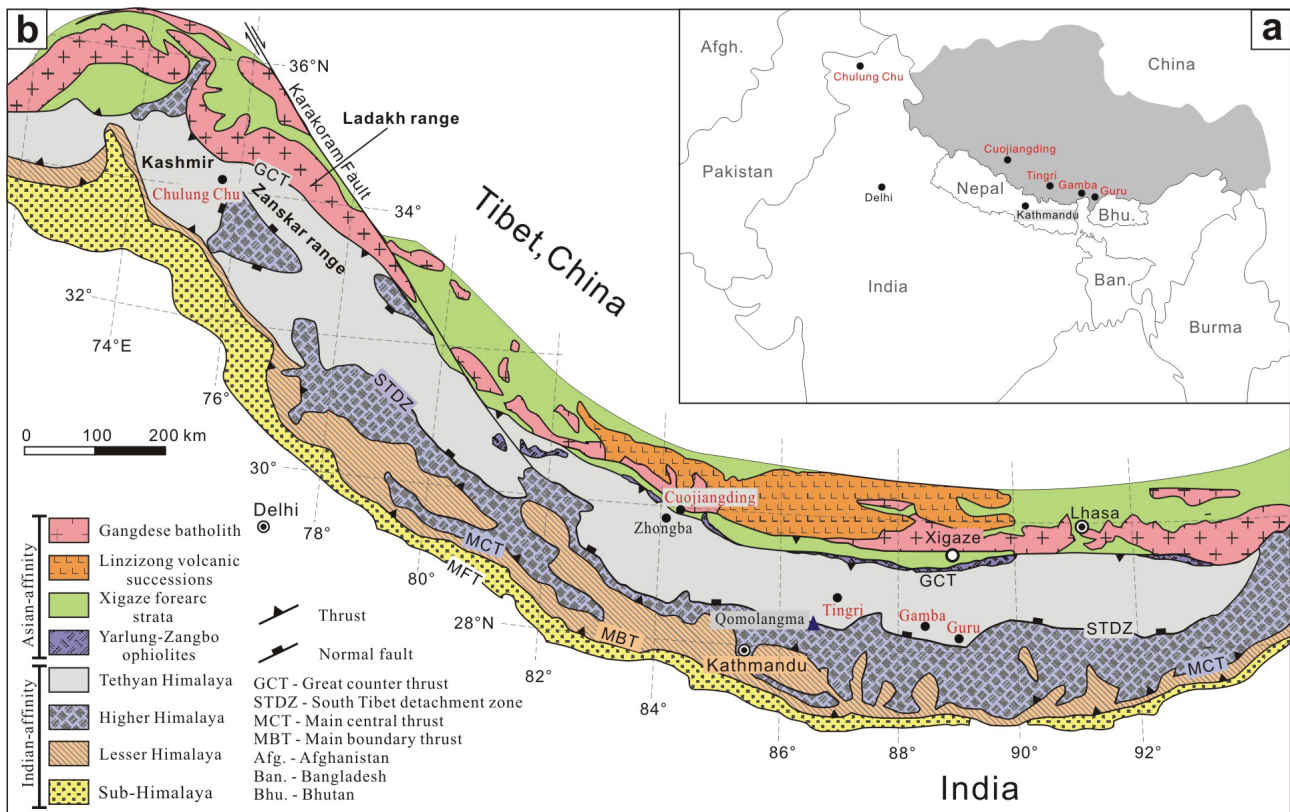 b
36°N
Karakoram Fault
Ladakh range
Kashmir
GCT
Chulung Chu
Zanskar range
34°
Tibet, China
32°
74°E
STDZ
76°
0 100 200 km
30°
Delhi
78°
MCT
80°
MFT
Cuojiangding
Zhongba
Lhasa
Xigaze
GCT
Tingri
Gamba
Guru
Qomolangma
STDZ
28°N
MBT
Kathmandu
MCT
82°
84°
86°
88°
90°
92°
India
Asian-affinity
Gangdese batholith
Linzizong volcanic
successions
Xigaze forearc
strata
Yarlung-Zangbo
ophiolites
Indian-affinity
Tethyan Himalaya
Higher Himalaya
Lesser Himalaya
Sub-Himalaya
Thrust
Normal fault
GCT - Great counter thrust
STDZ - South Tibet detachment zone
MCT - Main central thrust
MBT - Main boundary thrust
Afg. - Afghanistan
Ban. - Bangladesh
Bhu. - Bhutan
a
Afgh.
China
Chulung Chu
Cuojiangding
Pakistan
Tingri
Gamba
Guru
Nepal
Delhi
Kathmandu
Bhu.
India
Ban.
Burma